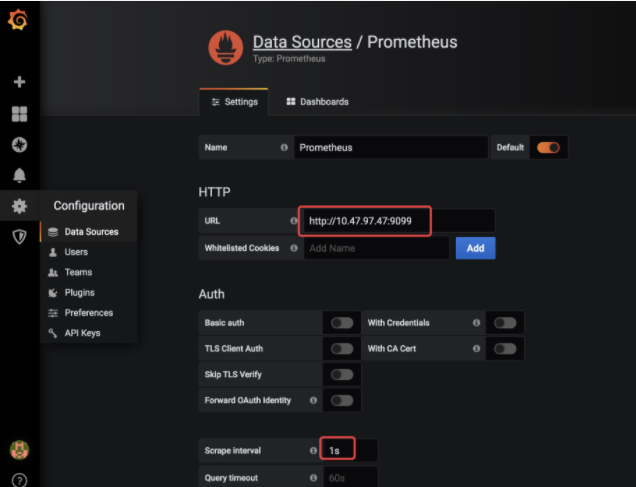 Data Sources / Prometheus
Type: Prometheus
Settings
Dashboards
Name
Prometheus
Default
HTTP
Configuration
URL
http://10.47.97.47:9099
Data Sources
Whitelisted Cookies
Add Name
Add
Users
Teams
Plugins
Preferences
API Keys
Auth
Basic auth
With Credentials
TLS Client Auth
With CA Cert
Skip TLS Verify
Forward OAuth Identity
Scrape interval
1s
Query timeout
60s